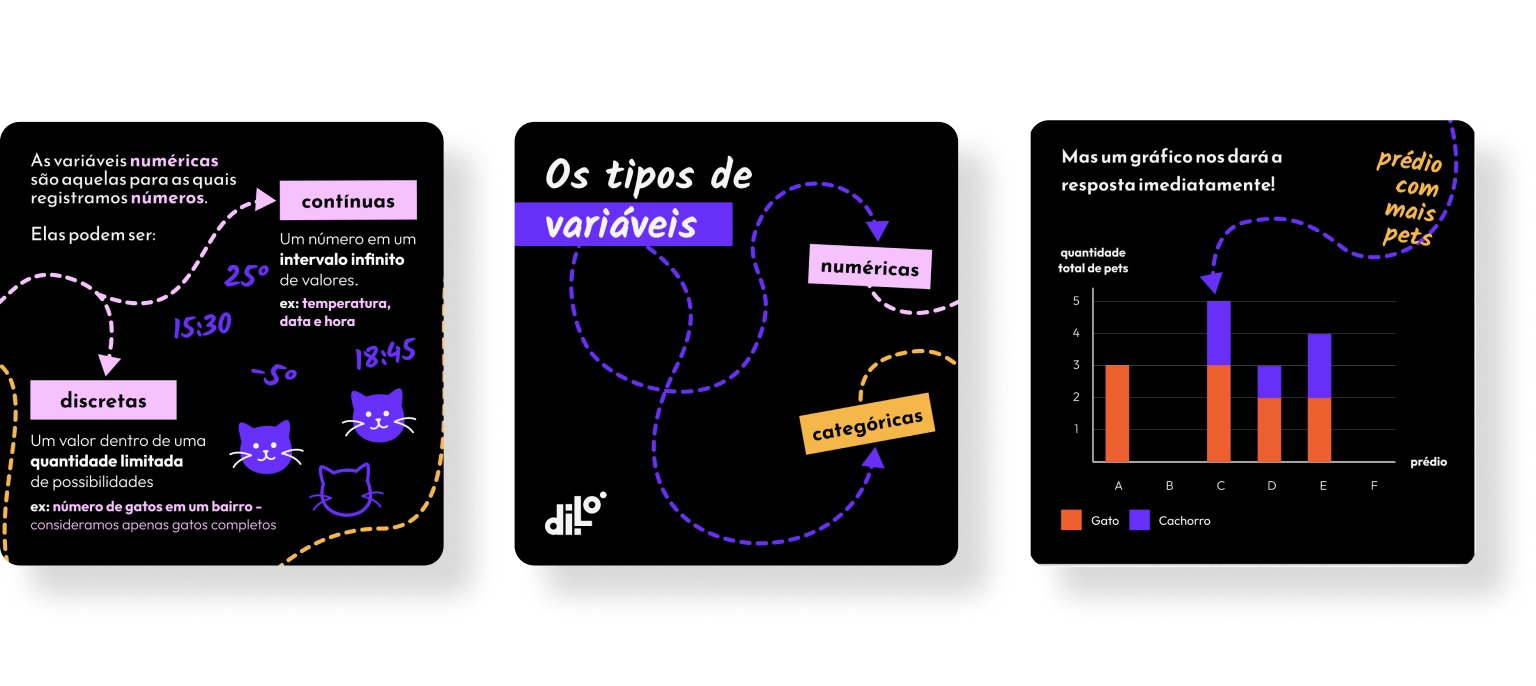 As variáveis numéricas
são aquelas para as quais
registramos números.
Elas podem ser:
contínuas
Um número em um
intervalo infinito
de valores.
ex: temperatura,
data e hora
25º
15:30
18:45
-5º
discretas
Um valor dentro de uma
quantidade limitada
de possibilidades
ex: número de gatos em um bairro -
consideramos apenas gatos completos
Os tipos de
variáveis
numéricas
categóricas
dilo
Mas um gráfico nos dará a
resposta imediatamente!
prédio
com
mais
pets
quantidade
total de pets
5
4
3
2
1
prédio
A B C D E F
Gato Cachorro